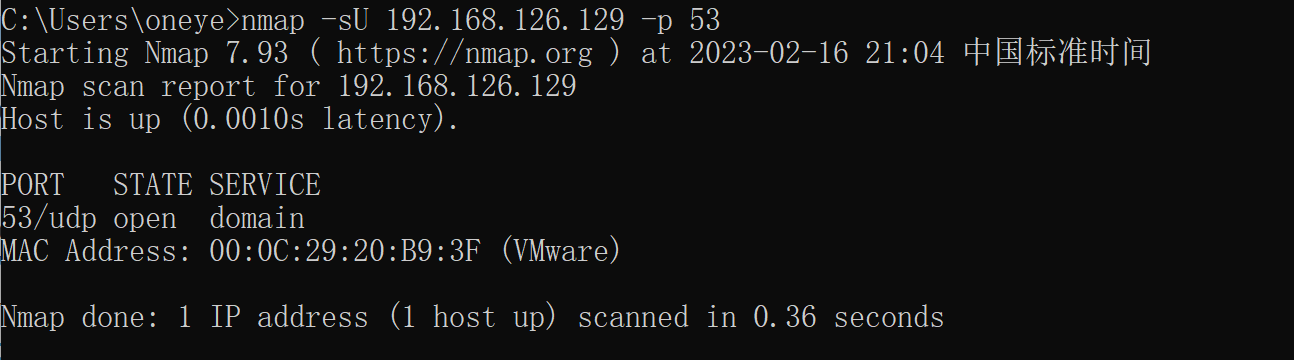 C:\Users\oneye>nmap -sU 192.168.126.129 -p 53
Starting Nmap 7.93 ( https://nmap.org ) at 2023-02-16 21:04 中国标准时间
Nmap scan report for 192.168.126.129
Host is up (0.0010s latency).
PORT   STATE SERVICE
53/udp open  domain
MAC Address: 00:0C:29:20:B9:3F (VMware)
Nmap done: 1 IP address (1 host up) scanned in 0.36 seconds